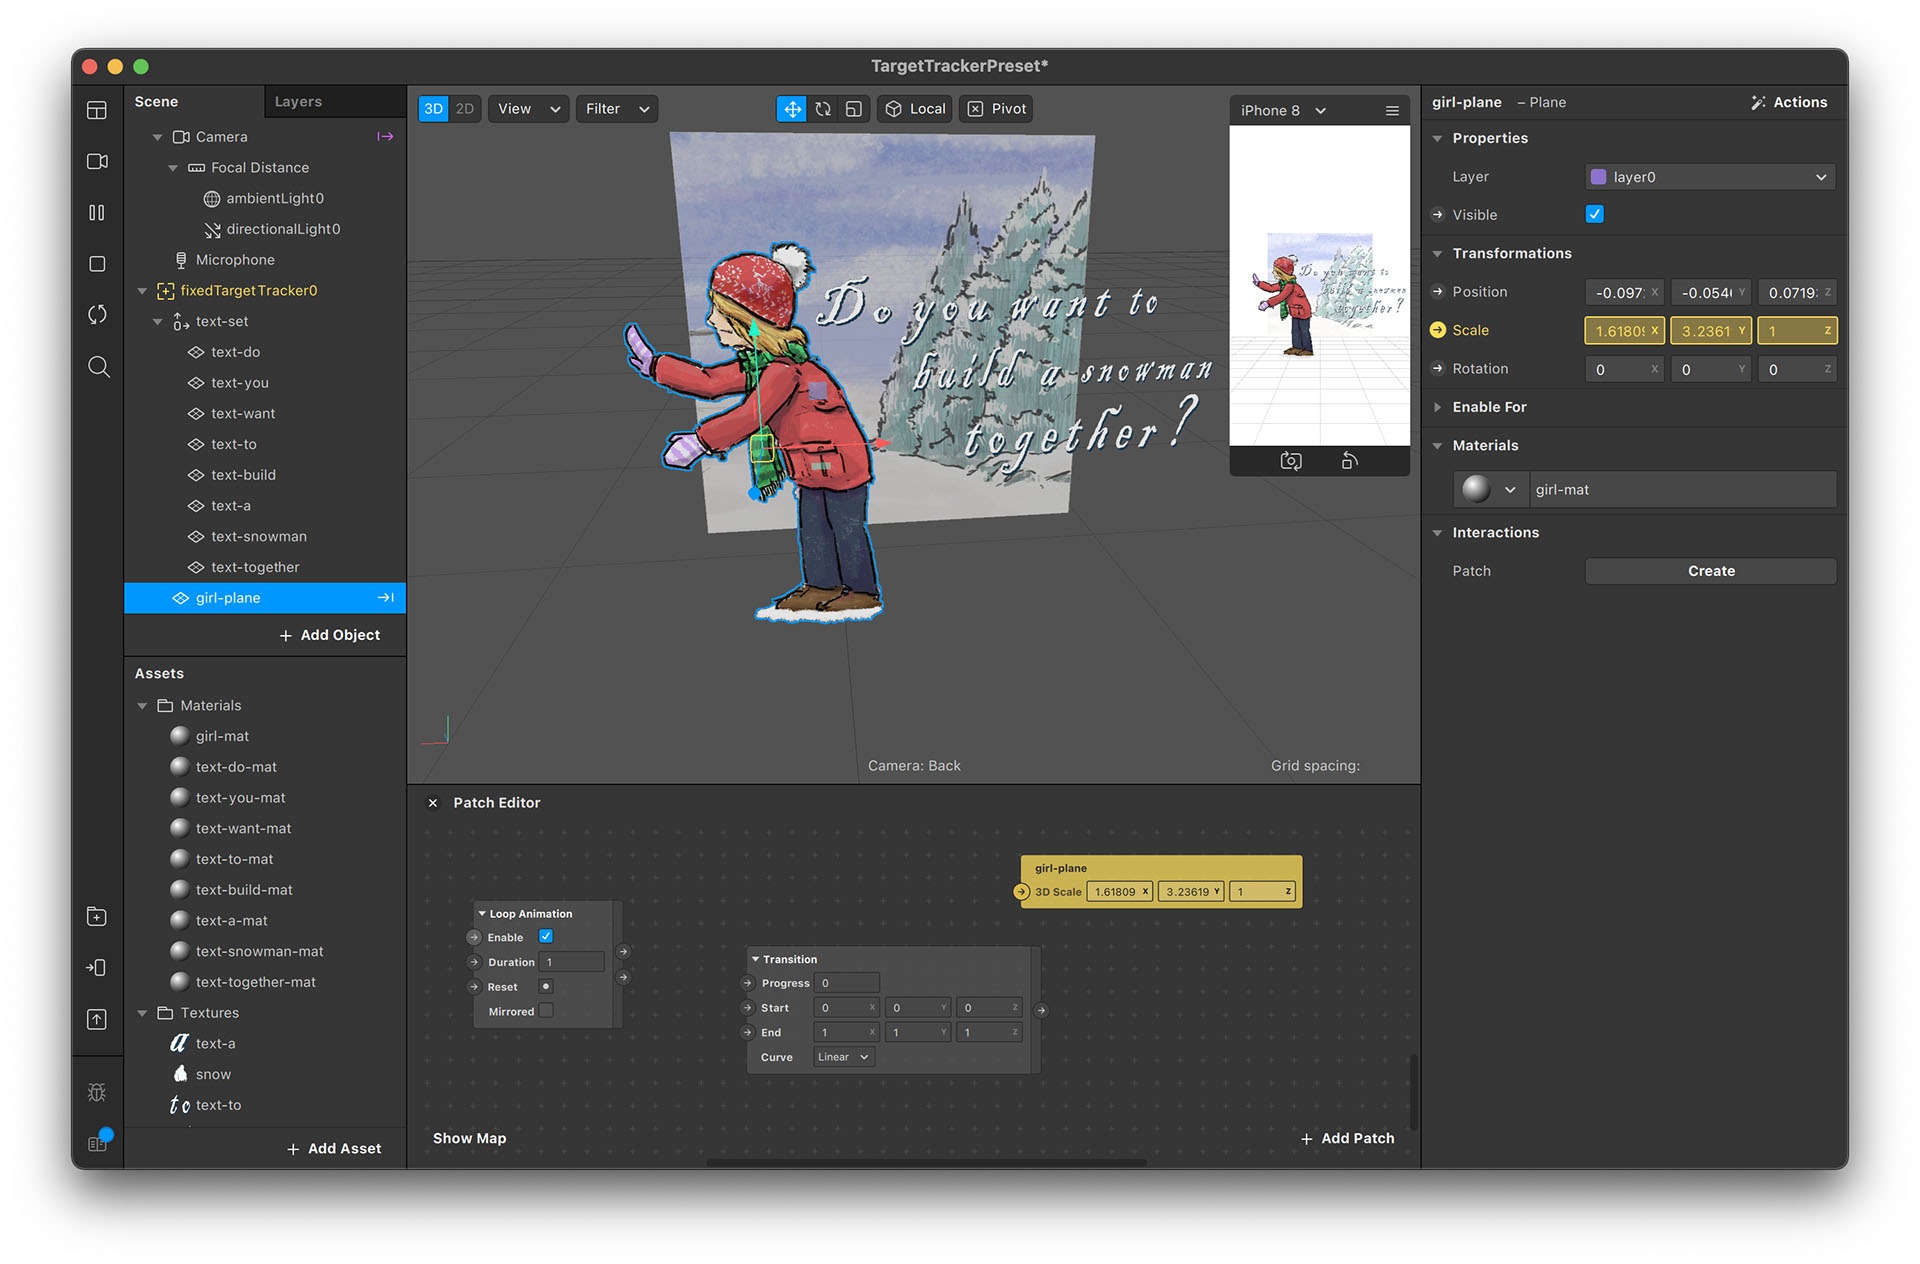 TargetTrackerPreset*
Scene
Layers
Camera
Focal Distance
ambientLight0
directionalLight0
Microphone
fixedTargetTracker0
text-set
text-do
text-you
text-want
text-to
text-build
text-a
text-snowman
text-together
girl-plane
+ Add Object
Assets
Materials
girl-mat
text-do-mat
text-you-mat
text-want-mat
text-to-mat
text-build-mat
text-a-mat
text-snowman-mat
text-together-mat
Textures
a text-a
snow
to text-to
+ Add Asset
3D 2D View Filter Local Pivot
Do you want to
build a snowman
together?
iPhone 8
Do you want to
build a snowman
together?
Camera: Back
Grid spacing:
Patch Editor
Loop Animation
Enable
Duration 1
Reset
Mirrored
Transition
Progress 0
Start 0 X 0 Y 0 Z
End 1 X 1 Y 1 Z
Curve Linear
girl-plane
3D Scale 1.61809 X 3.23619 Y 1 Z
Show Map
+ Add Patch
girl-plane – Plane
Actions
Properties
Layer layer0
Visible
Transformations
Position -0.097 X -0.054 Y 0.0719 Z
Scale 1.6180 X 3.2361 Y 1 Z
Rotation 0 X 0 Y 0 Z
Enable For
Materials
girl-mat
Interactions
Patch Create